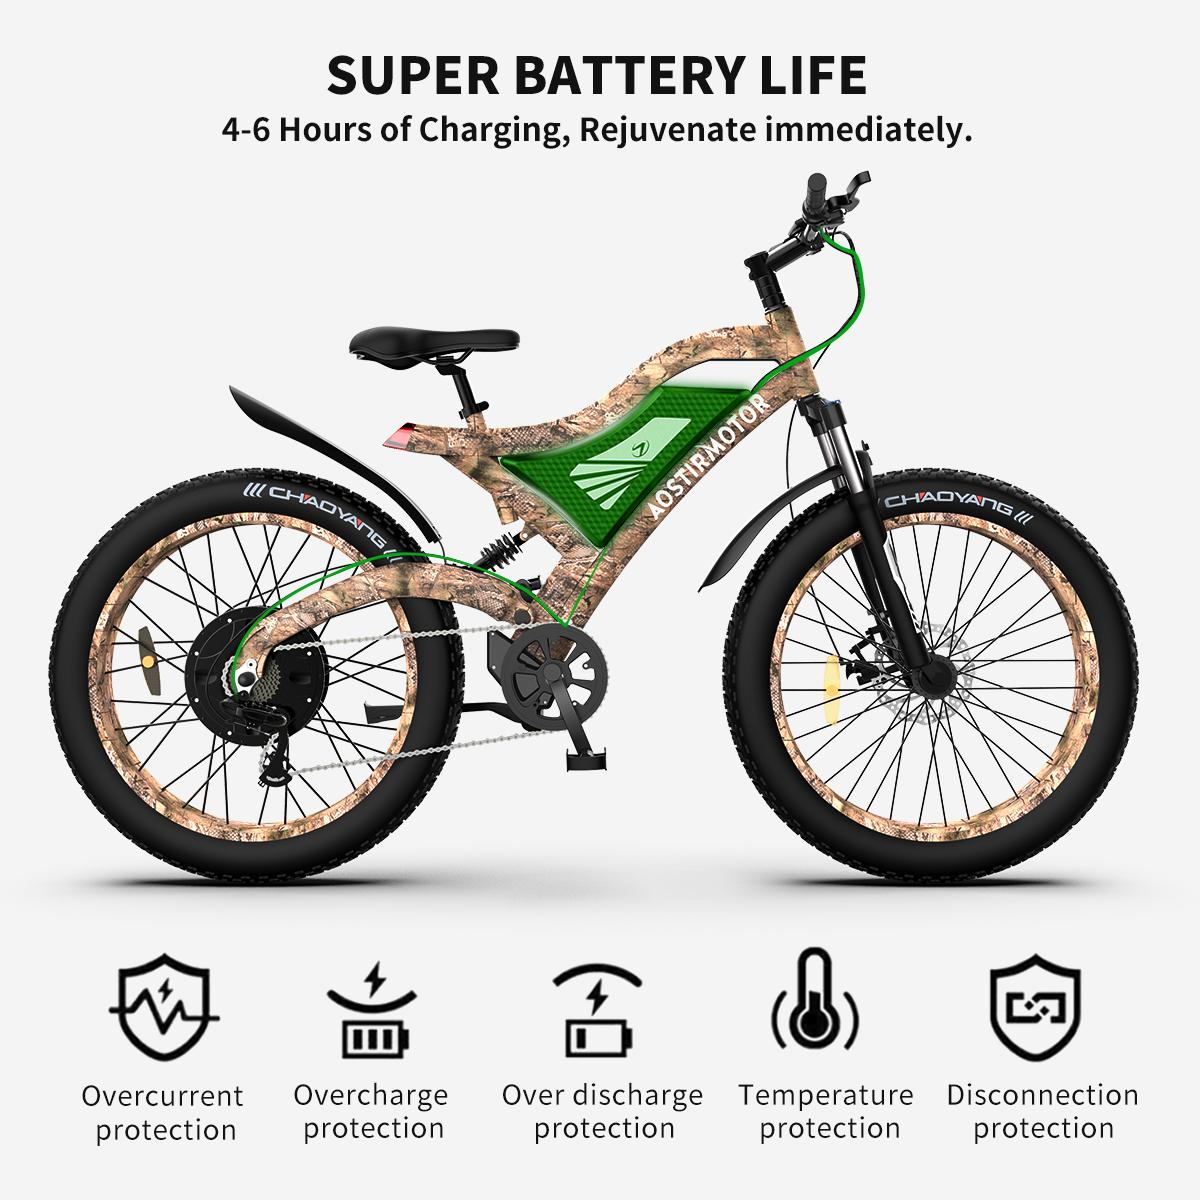 SUPER BATTERY LIFE
4-6 Hours of Charging, Rejuvenate immediately.
AOSTIRMOTOR
CHAOYANG
CHAOYANG
Overcurrent
protection
Overcharge
protection
Over discharge
protection
Temperature
protection
Disconnection
protection